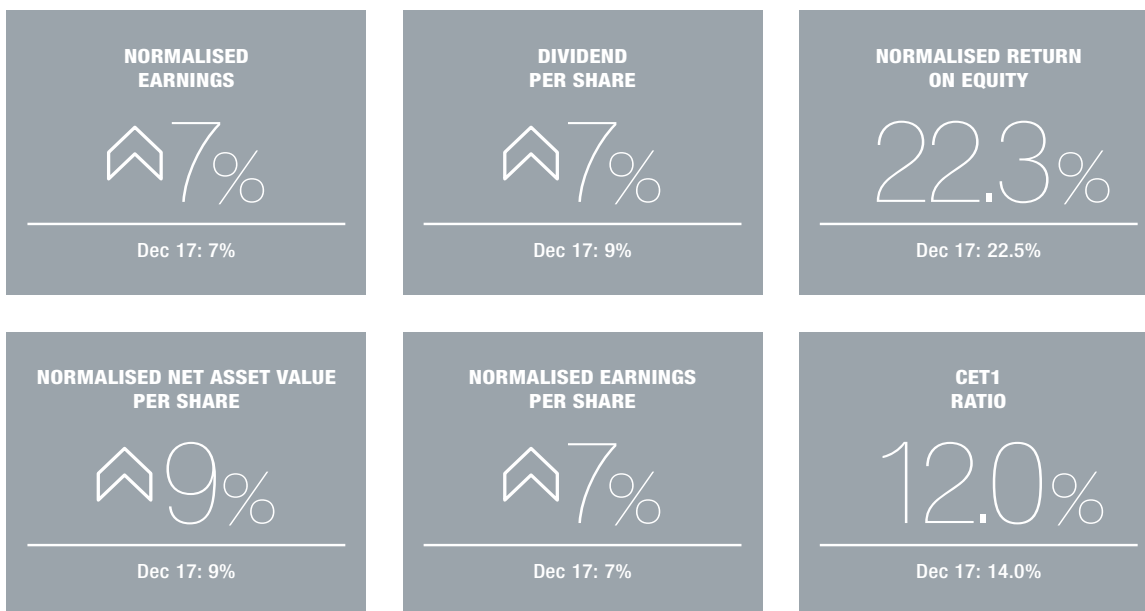 NORMALISED
EARNINGS
7%
Dec 17: 7%
DIVIDEND
PER SHARE
7%
Dec 17: 9%
NORMALISED RETURN
ON EQUITY
22.3%
Dec 17: 22.5%
NORMALISED NET ASSET VALUE
PER SHARE
9%
Dec 17: 9%
NORMALISED EARNINGS
PER SHARE
7%
Dec 17: 7%
CET1
RATIO
12.0%
Dec 17: 14.0%